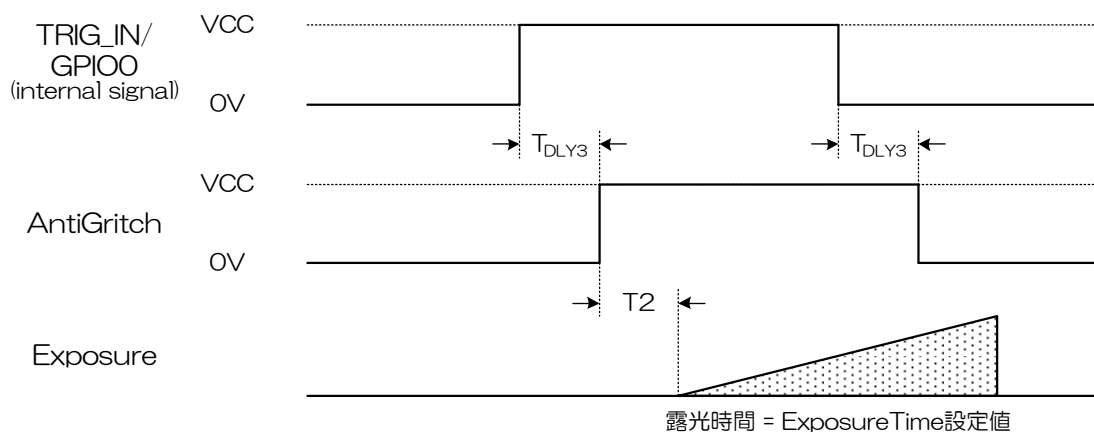 TRIG_IN/
GPIO0
(internal signal)
VCC
0V
TDLY3
TDLY3
AntiGritch
VCC
0V
T2
Exposure
露光時間 = ExposureTime設定値